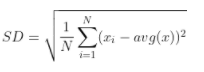 SD = \sqrt{\frac{1}{N} \sum_{i=1}^{N} (x_i - avg(x))^2}